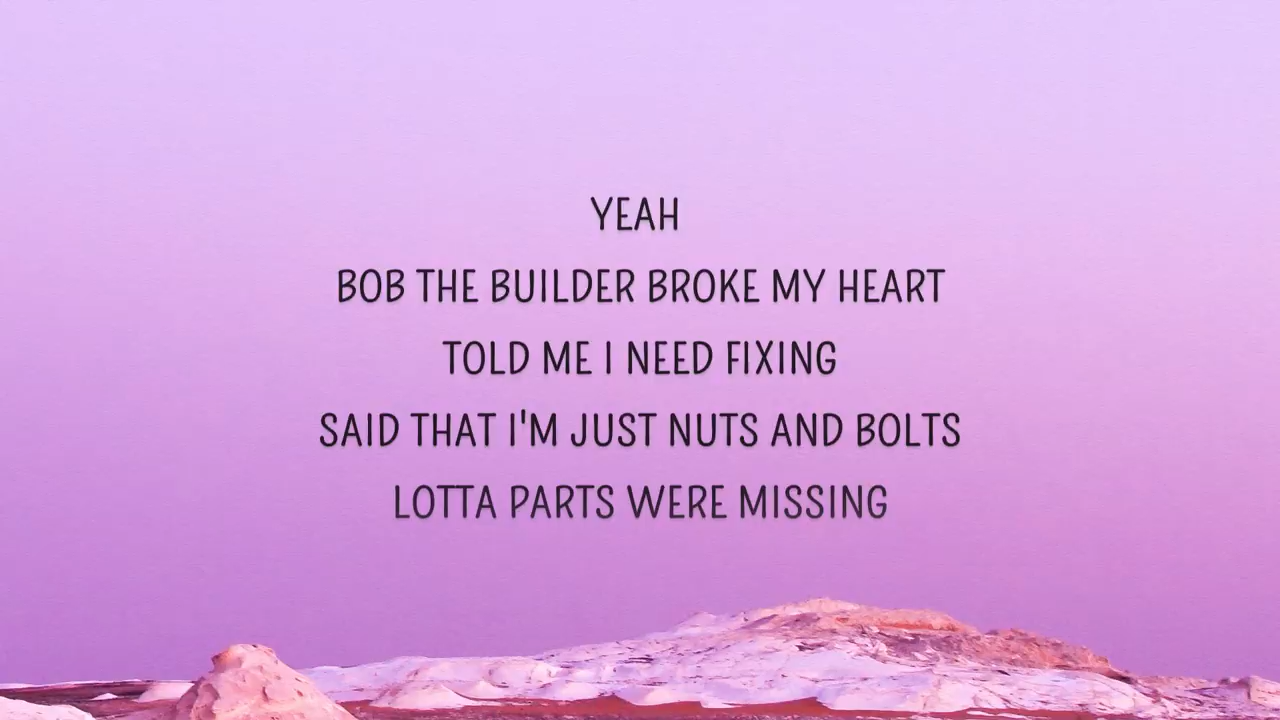 YEAH
BOB THE BUILDER BROKE MY HEART
TOLD ME I NEED FIXING
SAID THAT I'M JUST NUTS AND BOLTS
LOTTA PARTS WERE MISSING